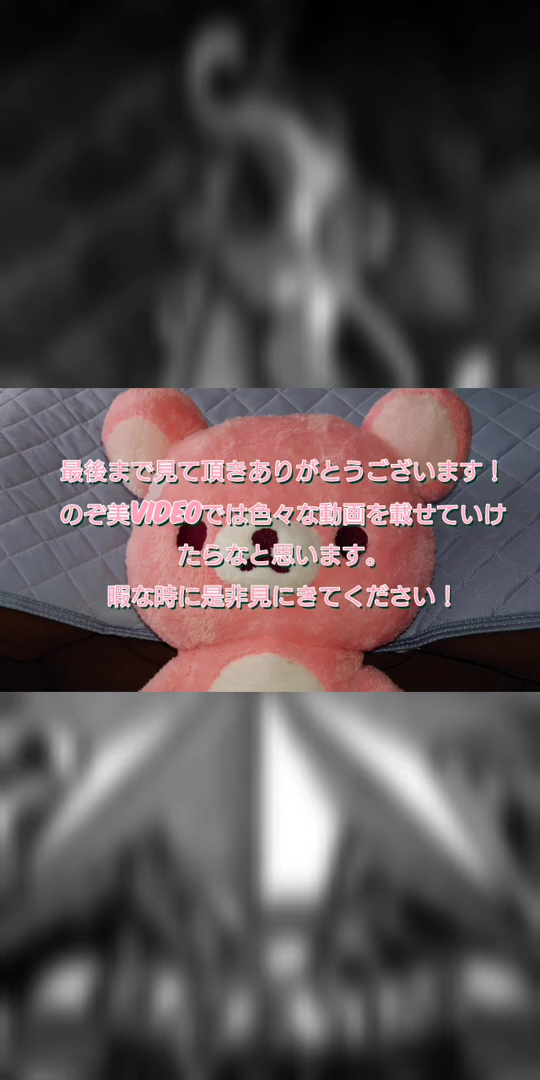 最後まで見て頂きありがとうございます！
のぞ美VIDEOでは色々な動画を載せていけ
たらなと思います。
暇な時に是非見にきてください！